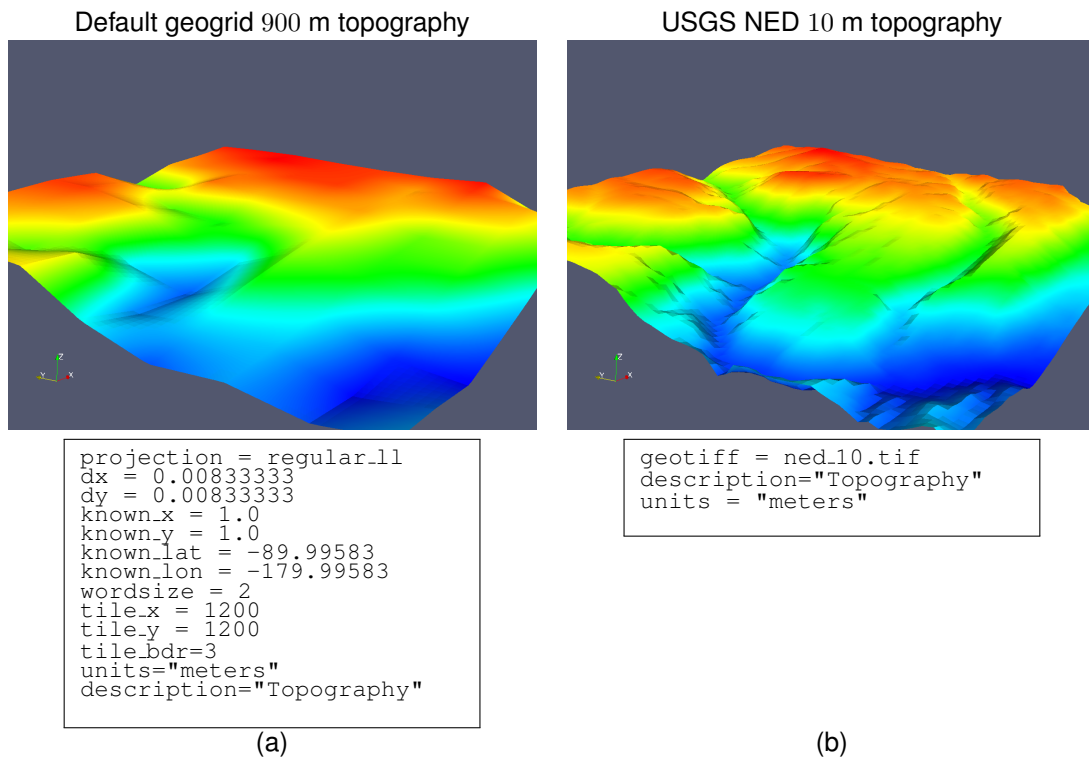 Default geogrid 900 m topography
USGS NED 10 m topography
Z
Y
X
Z
Y
X
projection = regular_ll
dx = 0.00833333
dy = 0.00833333
known_x = 1.0
known_y = 1.0
known_lat = -89.99583
known_lon = -179.99583
wordsize = 2
tile_x = 1200
tile_y = 1200
tile_bdr=3
units="meters"
description="Topography"
geotiff = ned_10.tif
description="Topography"
units = "meters"
(a)
(b)